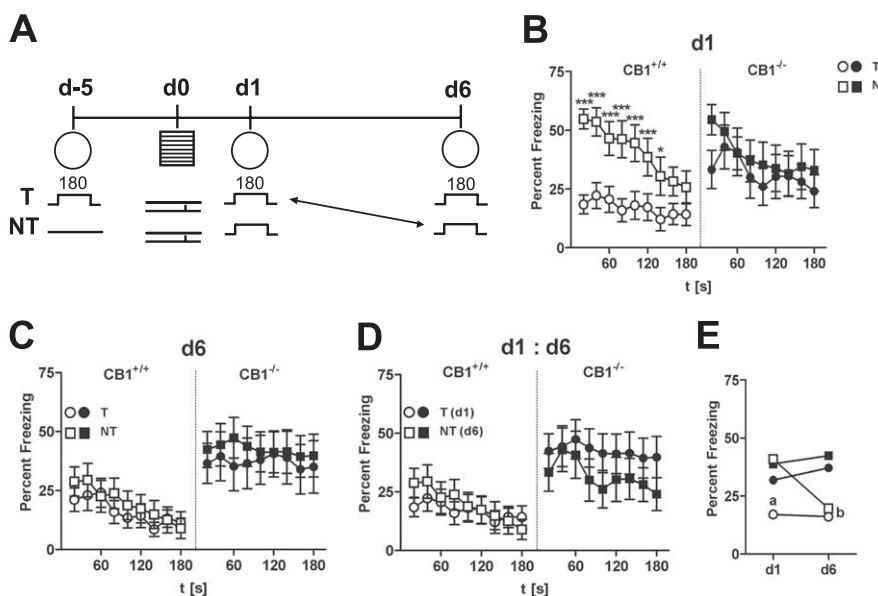 A
d-5 d0 d1 d6
180 180 180
T
NT
B
d1
CB1+/+ CB1-/-
T
N
Percent Freezing
75
50
25
0
*** *** *** *** *** *** *
60 120 180 60 120 180
t [s]
C
d6
CB1+/+ CB1-/-
T
NT
Percent Freezing
75
50
25
0
60 120 180 60 120 180
t [s]
D
d1 : d6
CB1+/+ CB1-/-
T (d1)
NT (d6)
Percent Freezing
75
50
25
0
60 120 180 60 120 180
t [s]
E
Percent Freezing
75
50
25
0
a
b
d1 d6